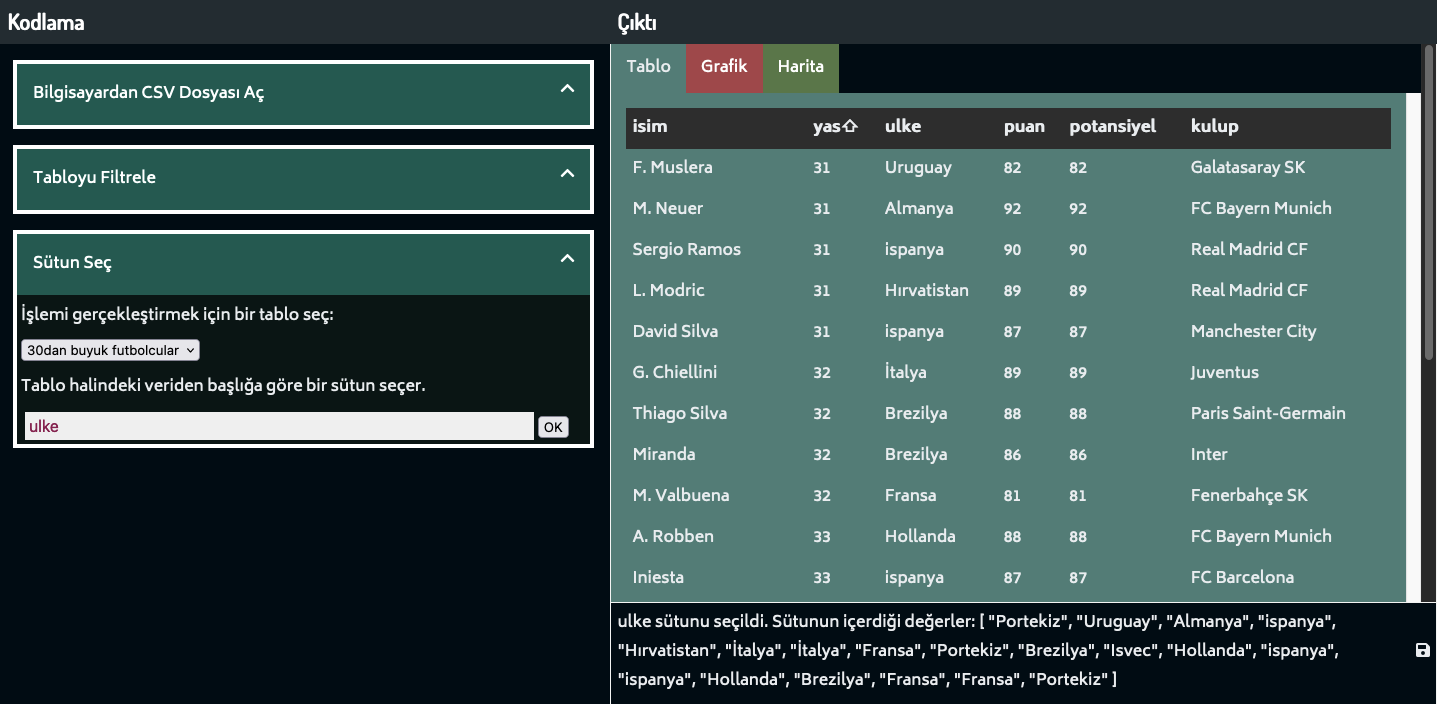 Kodlama
Bilgisayardan CSV Dosyası Aç
Tabloyu Filtrele
Sütun Seç
İşlemi gerçekleştirmek için bir tablo seç:
30dan buyuk futbolcular
Tablo halindeki veriden başlığa göre bir sütun seçer.
ulke OK
Çıktı
Tablo Grafik Harita
isim yas ulke puan potansiyel kulup
F. Muslera 31 Uruguay 82 82 Galatasaray SK
M. Neuer 31 Almanya 92 92 FC Bayern Munich
Sergio Ramos 31 ispanya 90 90 Real Madrid CF
L. Modric 31 Hırvatistan 89 89 Real Madrid CF
David Silva 31 ispanya 87 87 Manchester City
G. Chiellini 32 İtalya 89 89 Juventus
Thiago Silva 32 Brezilya 88 88 Paris Saint-Germain
Miranda 32 Brezilya 86 86 Inter
M. Valbuena 32 Fransa 81 81 Fenerbahçe SK
A. Robben 33 Hollanda 88 88 FC Bayern Munich
Iniesta 33 ispanya 87 87 FC Barcelona
ulke sütunu seçildi. Sütunun içerdiği değerler: [ "Portekiz", "Uruguay", "Almanya", "ispanya",
"Hırvatistan", "İtalya", "İtalya", "Fransa", "Portekiz", "Brezilya", "Isvec", "Hollanda", "ispanya",
"ispanya", "Hollanda", "Brezilya", "Fransa", "Fransa", "Portekiz" ]